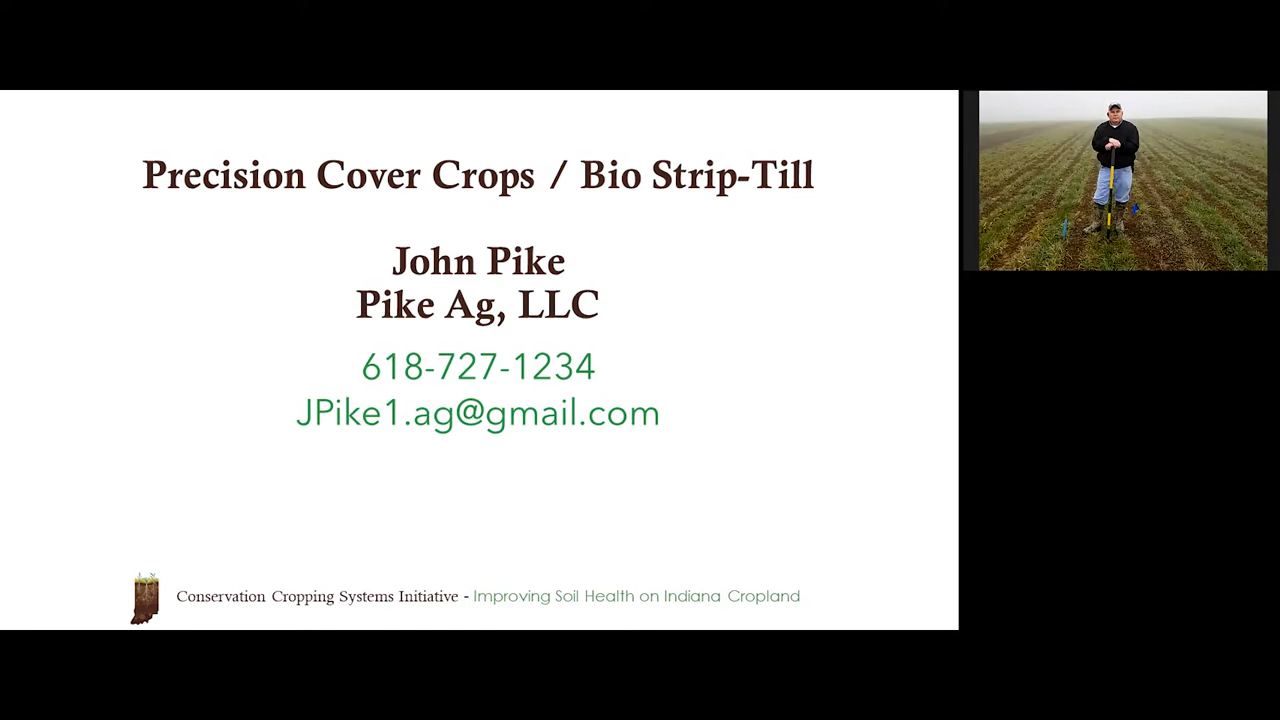 Precision Cover Crops / Bio Strip-Till
John Pike
Pike Ag, LLC
618-727-1234
JPike1.ag@gmail.com
Conservation Cropping Systems Initiative - Improving Soil Health on Indiana Cropland